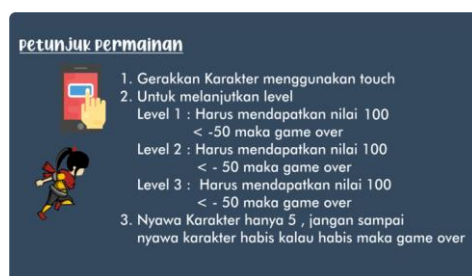 Petunjuk Permainan
1. Gerakkan Karakter menggunakan touch
2. Untuk melanjutkan level
Level 1 : Harus mendapatkan nilai 100
< -50 maka game over
Level 2 : Harus mendapatkan nilai 100
< - 50 maka game over
Level 3 : Harus mendapatkan nilai 100
< - 50 maka game over
3. Nyawa Karakter hanya 5 , jangan sampai
nyawa karakter habis kalau habis maka game over